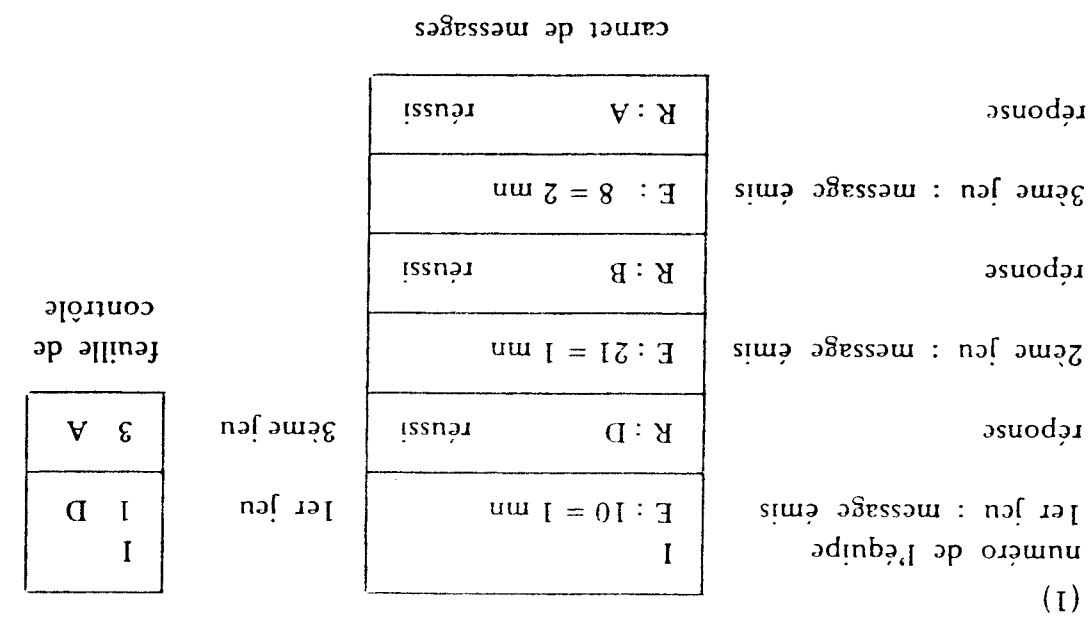 (1)
numéro de l'équipe I I
1er jeu : message émis E : 10 = 1 mn 1er jeu 1 D
réponse R : D réussi 3ème jeu 3 A
2ème jeu : message émis E : 21 = 1 mn feuille de
contrôle
réponse R : B réussi
3ème jeu : message émis E : 8 = 2 mn
réponse R : A réussi
carnet de messages